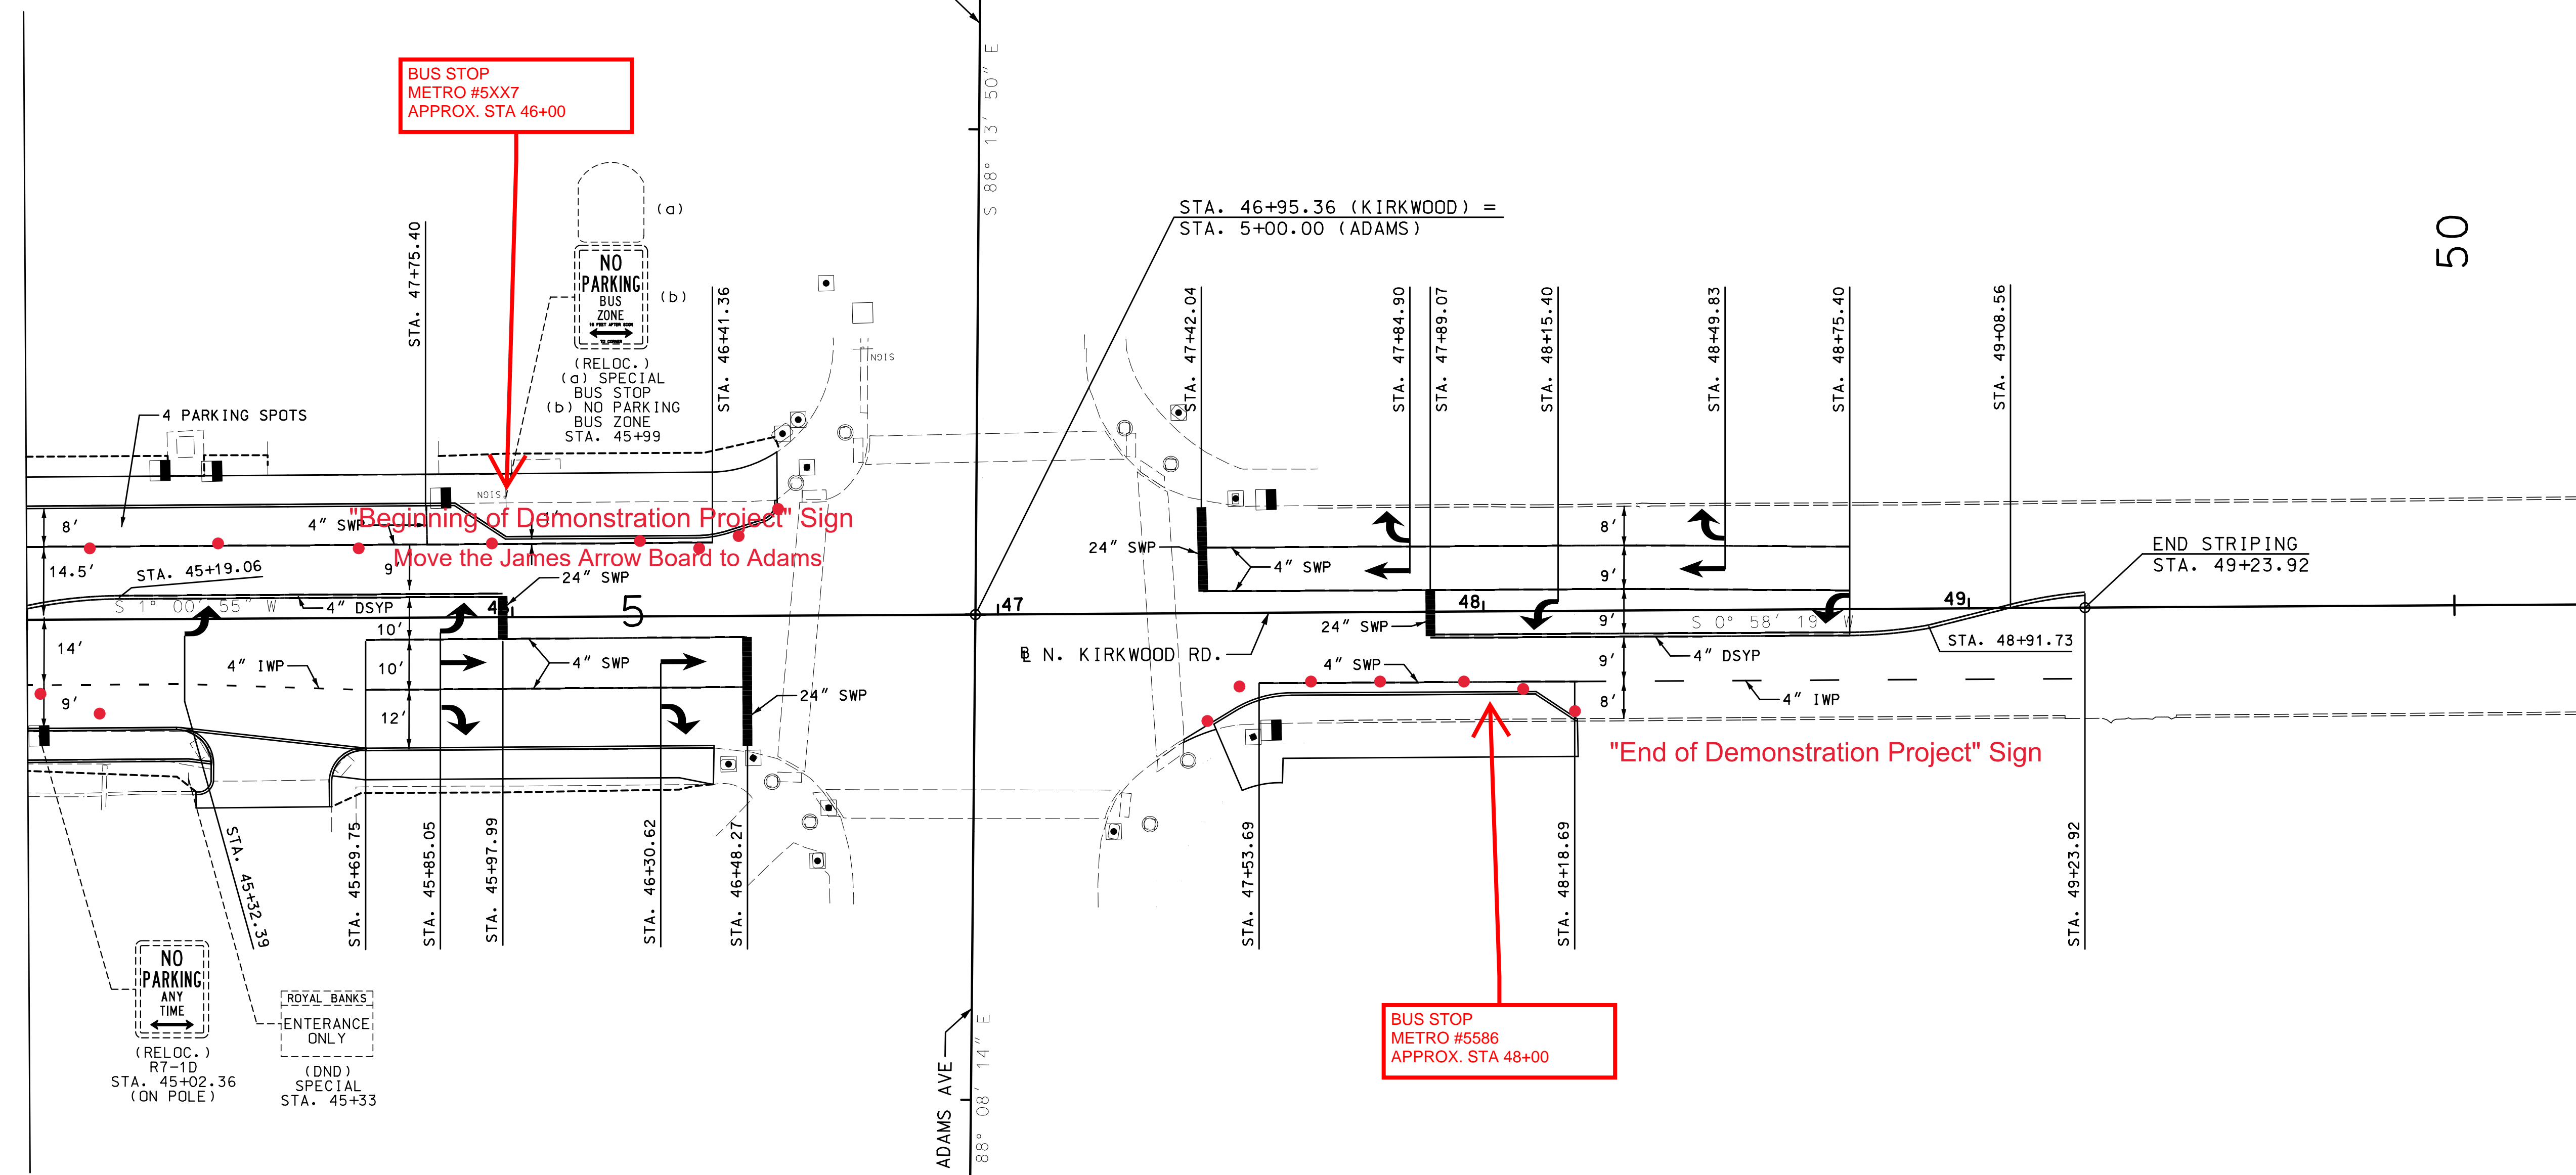 BUS STOP
METRO #5XX7
APPROX. STA 46+00
S 88° 13' 50" E
(a)
NO
PARKING
BUS
ZONE
(b)
(RELOC.)
(a) SPECIAL
BUS STOP
(b) NO PARKING
BUS ZONE
STA. 45+99
STA. 47+75.40
STA. 46+41.36
SIGN
STA. 46+95.36 (KIRKWOOD) =
STA. 5+00.00 (ADAMS)
50
STA. 47+42.04
STA. 47+84.90
STA. 47+89.07
STA. 48+15.40
STA. 48+49.83
STA. 48+75.40
STA. 49+08.56
4 PARKING SPOTS
SIGN
8'
4" SWP
"Beginning of Demonstration Project" Sign
Move the James Arrow Board to Adams
14.5'
9'
STA. 45+19.06
24" SWP
S 1° 00' 55" W
4" DSYP
5
47
48
49
24" SWP
4" SWP
8'
9'
9'
9'
8'
END STRIPING
STA. 49+23.92
24" SWP
S 0° 58' 19" W
STA. 48+91.73
4" DSYP
℄ N. KIRKWOOD RD.
14'
10'
10'
12'
4" IWP
4" SWP
24" SWP
9'
4" SWP
4" IWP
"End of Demonstration Project" Sign
STA. 45+32.39
STA. 45+69.75
STA. 45+85.05
STA. 45+97.99
STA. 46+30.62
STA. 46+48.27
STA. 47+53.69
STA. 48+18.69
STA. 49+23.92
NO
PARKING
ANY
TIME
(RELOC.)
R7-1D
STA. 45+02.36
(ON POLE)
ROYAL BANKS
ENTERANCE
ONLY
(DND)
SPECIAL
STA. 45+33
ADAMS AVE
88° 08' 14" E
BUS STOP
METRO #5586
APPROX. STA 48+00